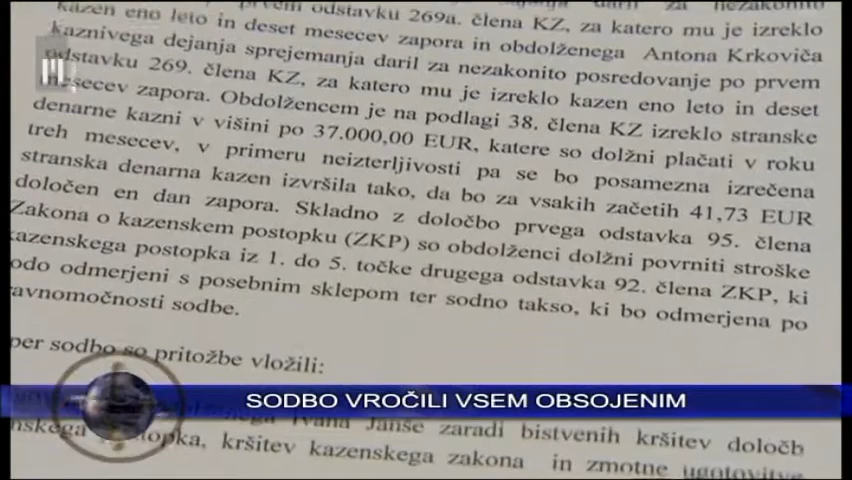 prvem odstavku 269a. člena KZ, za katero mu je izreklo
kazen eno leto in deset mesecev zapora in obdolženega Antona Krkoviča
kaznivega dejanja sprejemanja daril za nezakonito posredovanje po prvem
odstavku 269. člena KZ, za katero mu je izreklo kazen eno leto in deset
mesecev zapora. Obdolžencem je na podlagi 38. člena KZ izreklo stranske
denarne kazni v višini po 37.000,00 EUR, katere so dolžni plačati v roku
treh mesecev, v primeru neizterljivosti pa se bo posamezna izrečena
stranska denarna kazen izvršila tako, da bo za vsakih začetih 41,73 EUR
določen en dan zapora. Skladno z določbo prvega odstavka 95. člena
Zakona o kazenskem postopku (ZKP) so obdolženci dolžni povrniti stroške
kazenskega postopka iz 1. do 5. točke drugega odstavka 92. člena ZKP, ki
odo odmerjeni s posebnim sklepom ter sodno takso, ki bo odmerjena po
ravnomočnosti sodbe.
per sodbo so pritožbe vložili:
SODBO VROČILI VSEM OBSOJENIM
Ivana Janše zaradi bistvenih kršitev določb
nskega postopka, kršitev kazenskega zakona in zmotne ugotovitve